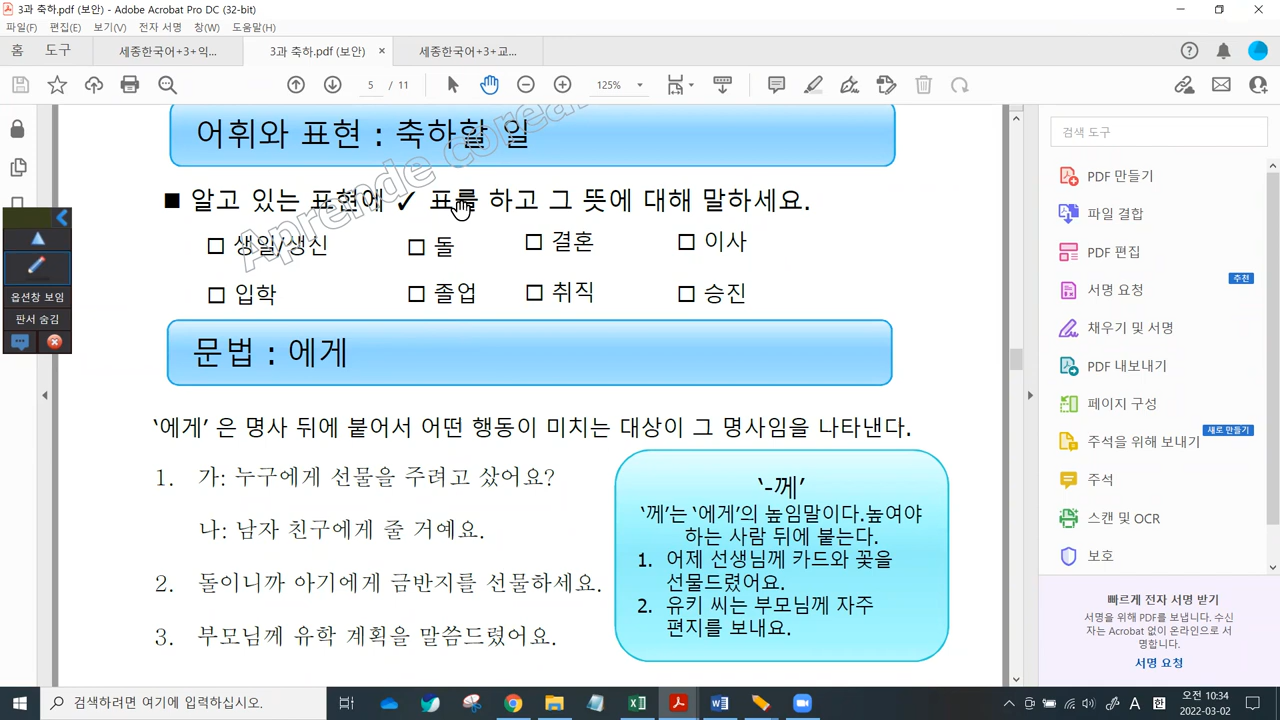 3과 축하.pdf (보안) - Adobe Acrobat Pro DC (32-bit)
파일(F) 편집(E) 보기(V) 전자 서명 창(W) 도움말(H)
홈 도구 세종한국어+3+익... 3과 축하.pdf (보안) × 세종한국어+3+교...
5 / 11 125%
어휘와 표현 : 축하할 일
Aprende corea
■ 알고 있는 표현에 ✓ 표를 하고 그 뜻에 대해 말하세요.
□ 생일/생신 □ 돌 □ 결혼 □ 이사
□ 입학 □ 졸업 □ 취직 □ 승진
문법 : 에게
‘에게’ 은 명사 뒤에 붙어서 어떤 행동이 미치는 대상이 그 명사임을 나타낸다.
1. 가: 누구에게 선물을 주려고 샀어요?
나: 남자 친구에게 줄 거예요.
2. 돌이니까 아기에게 금반지를 선물하세요.
3. 부모님께 유학 계획을 말씀드렸어요.
‘-께’
‘께’는 ‘에게’의 높임말이다.높여야
하는 사람 뒤에 붙는다.
1. 어제 선생님께 카드와 꽃을
선물드렸어요.
2. 유키 씨는 부모님께 자주
편지를 보내요.
옵션창 보임
판서 숨김
검색 도구
PDF 만들기
파일 결합
PDF 편집
추천
서명 요청
채우기 및 서명
PDF 내보내기
페이지 구성
새로 만들기
주석을 위해 보내기
주석
스캔 및 OCR
보호
빠르게 전자 서명 받기
서명을 위해 PDF를 보냅니다. 수신
자는 Acrobat 없이 온라인으로 서
명합니다.
서명 요청
검색하려면 여기에 입력하십시오.
A 한 오전 10:34
2022-03-02